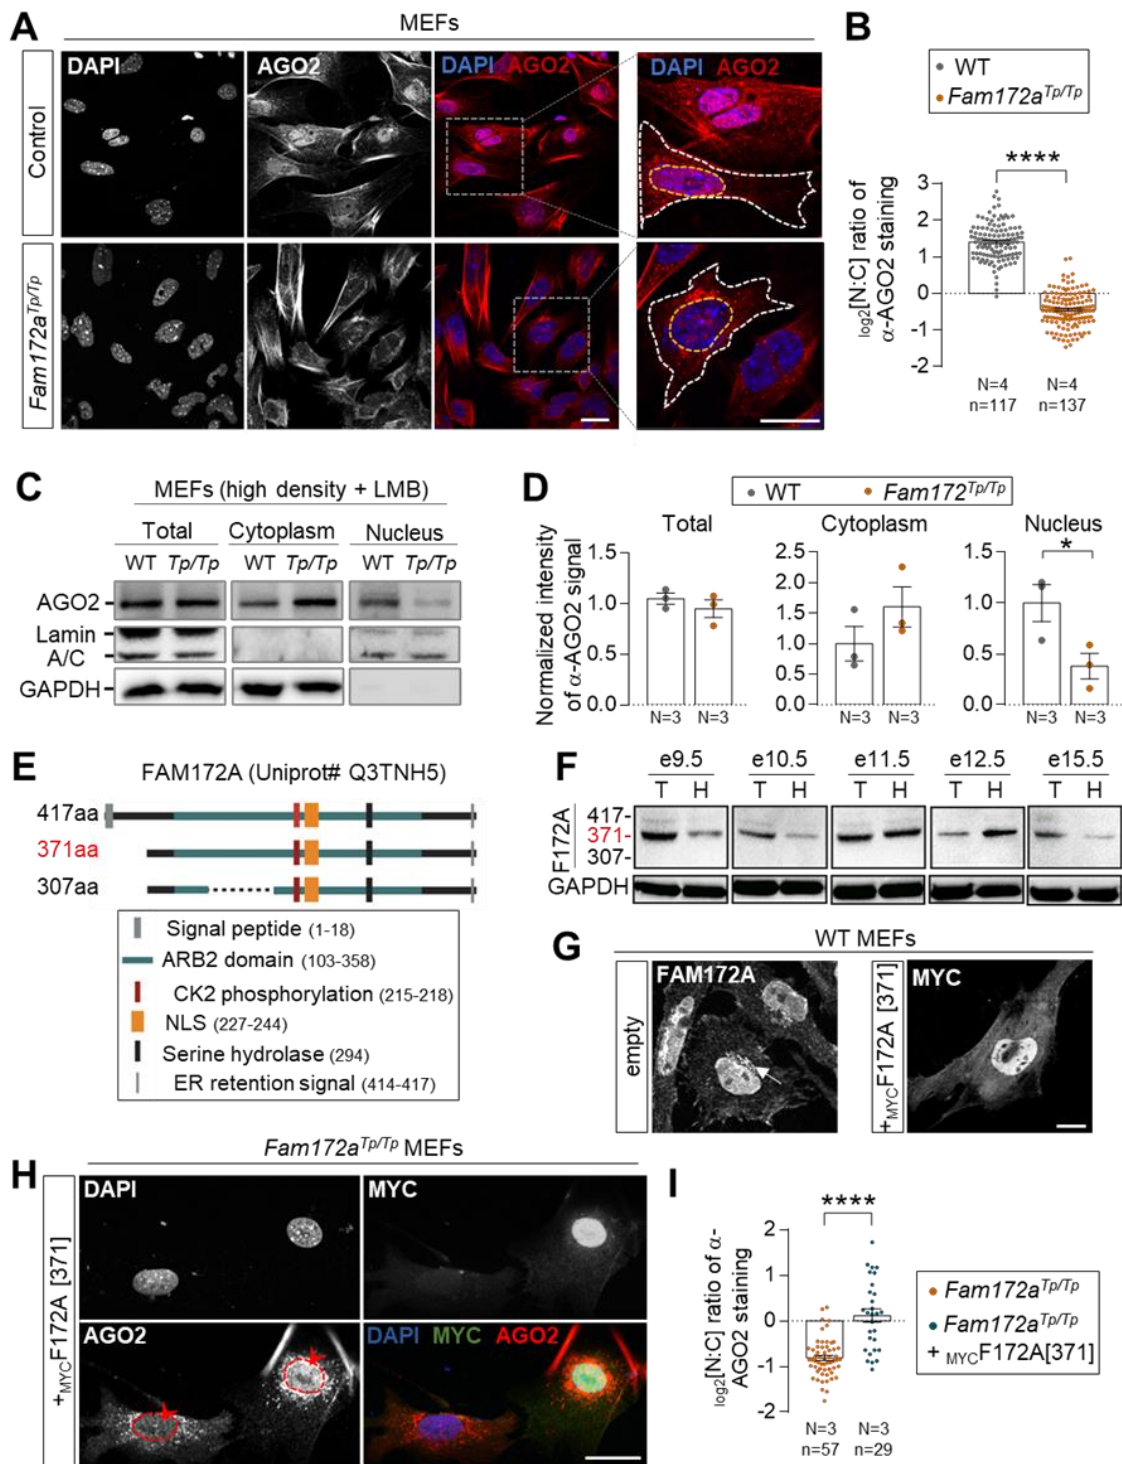 A
MEFs
DAPI
AGO2
DAPI AGO2
DAPI AGO2
Control
Fam172a^Tp/Tp
B
WT
Fam172a^Tp/Tp
****
log2[N:C] ratio of
α-AGO2 staining
3
2
1
0
-1
-2
N=4 N=4
n=117 n=137
C
MEFs (high density + LMB)
Total Cytoplasm Nucleus
WT Tp/Tp WT Tp/Tp WT Tp/Tp
AGO2
Lamin
A/C
GAPDH
D
WT Fam172^Tp/Tp
Normalized intensity
of α-AGO2 signal
Total
1.5
1.0
0.5
0.0
N=3 N=3
Cytoplasm
2.5
2.0
1.5
1.0
0.5
0.0
N=3 N=3
Nucleus
*
1.5
1.0
0.5
0.0
N=3 N=3
E
FAM172A (Uniprot# Q3TNH5)
417aa
371aa
307aa
Signal peptide (1-18)
ARB2 domain (103-358)
CK2 phosphorylation (215-218)
NLS (227-244)
Serine hydrolase (294)
ER retention signal (414-417)
F
e9.5 e10.5 e11.5 e12.5 e15.5
T H T H T H T H T H
F172A
417-
371-
307-
GAPDH
G
WT MEFs
empty
FAM172A
+MYCF172A [371]
MYC
H
Fam172a^Tp/Tp MEFs
+MYCF172A [371]
DAPI
MYC
AGO2
DAPI MYC AGO2
I
****
log2[N:C] ratio of α-
AGO2 staining
2
1
0
-1
-2
N=3 N=3
n=57 n=29
Fam172a^Tp/Tp
Fam172a^Tp/Tp
+ MYCF172A[371]